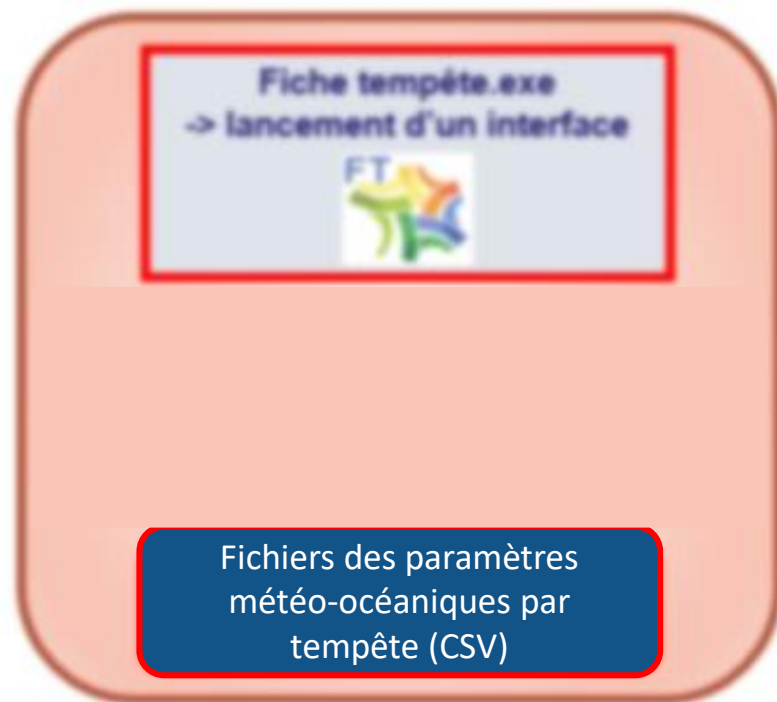 Fiche tempête.exe
-> lancement d'un interface
FT
Fichiers des paramètres
météo-océaniques par
tempête (CSV)